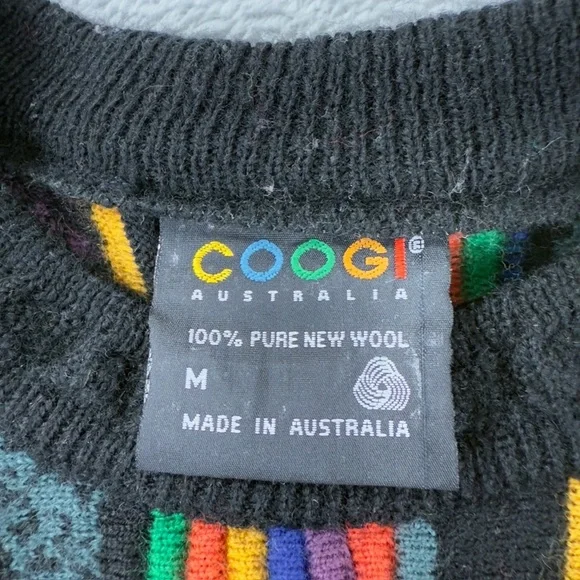 COOGI®
AUSTRALIA
100% PURE NEW WOOL
M
MADE IN AUSTRALIA